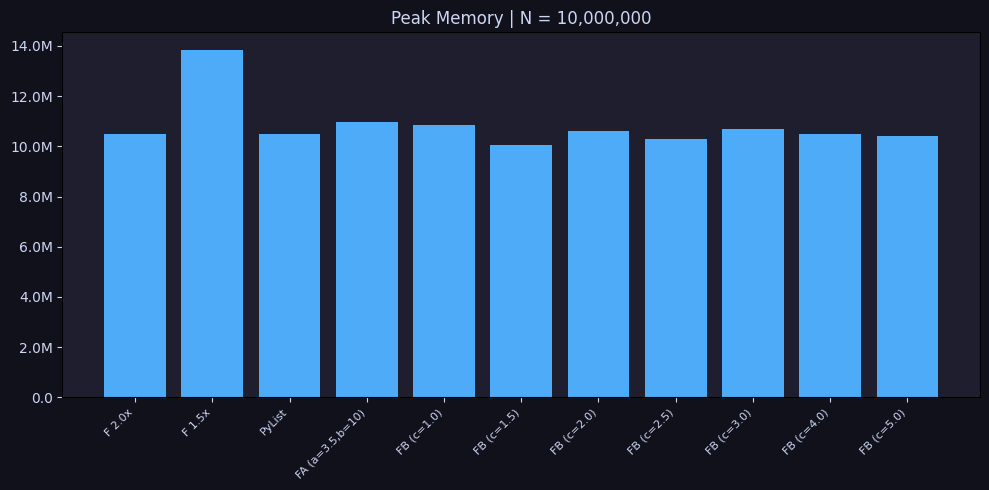 Peak Memory | N = 10,000,000
14.0M
12.0M
10.0M
8.0M
6.0M
4.0M
2.0M
0.0
F 2.0x
F 1.5x
PyList
FA (a=3.5,b=10)
FB (c=1.0)
FB (c=1.5)
FB (c=2.0)
FB (c=2.5)
FB (c=3.0)
FB (c=4.0)
FB (c=5.0)